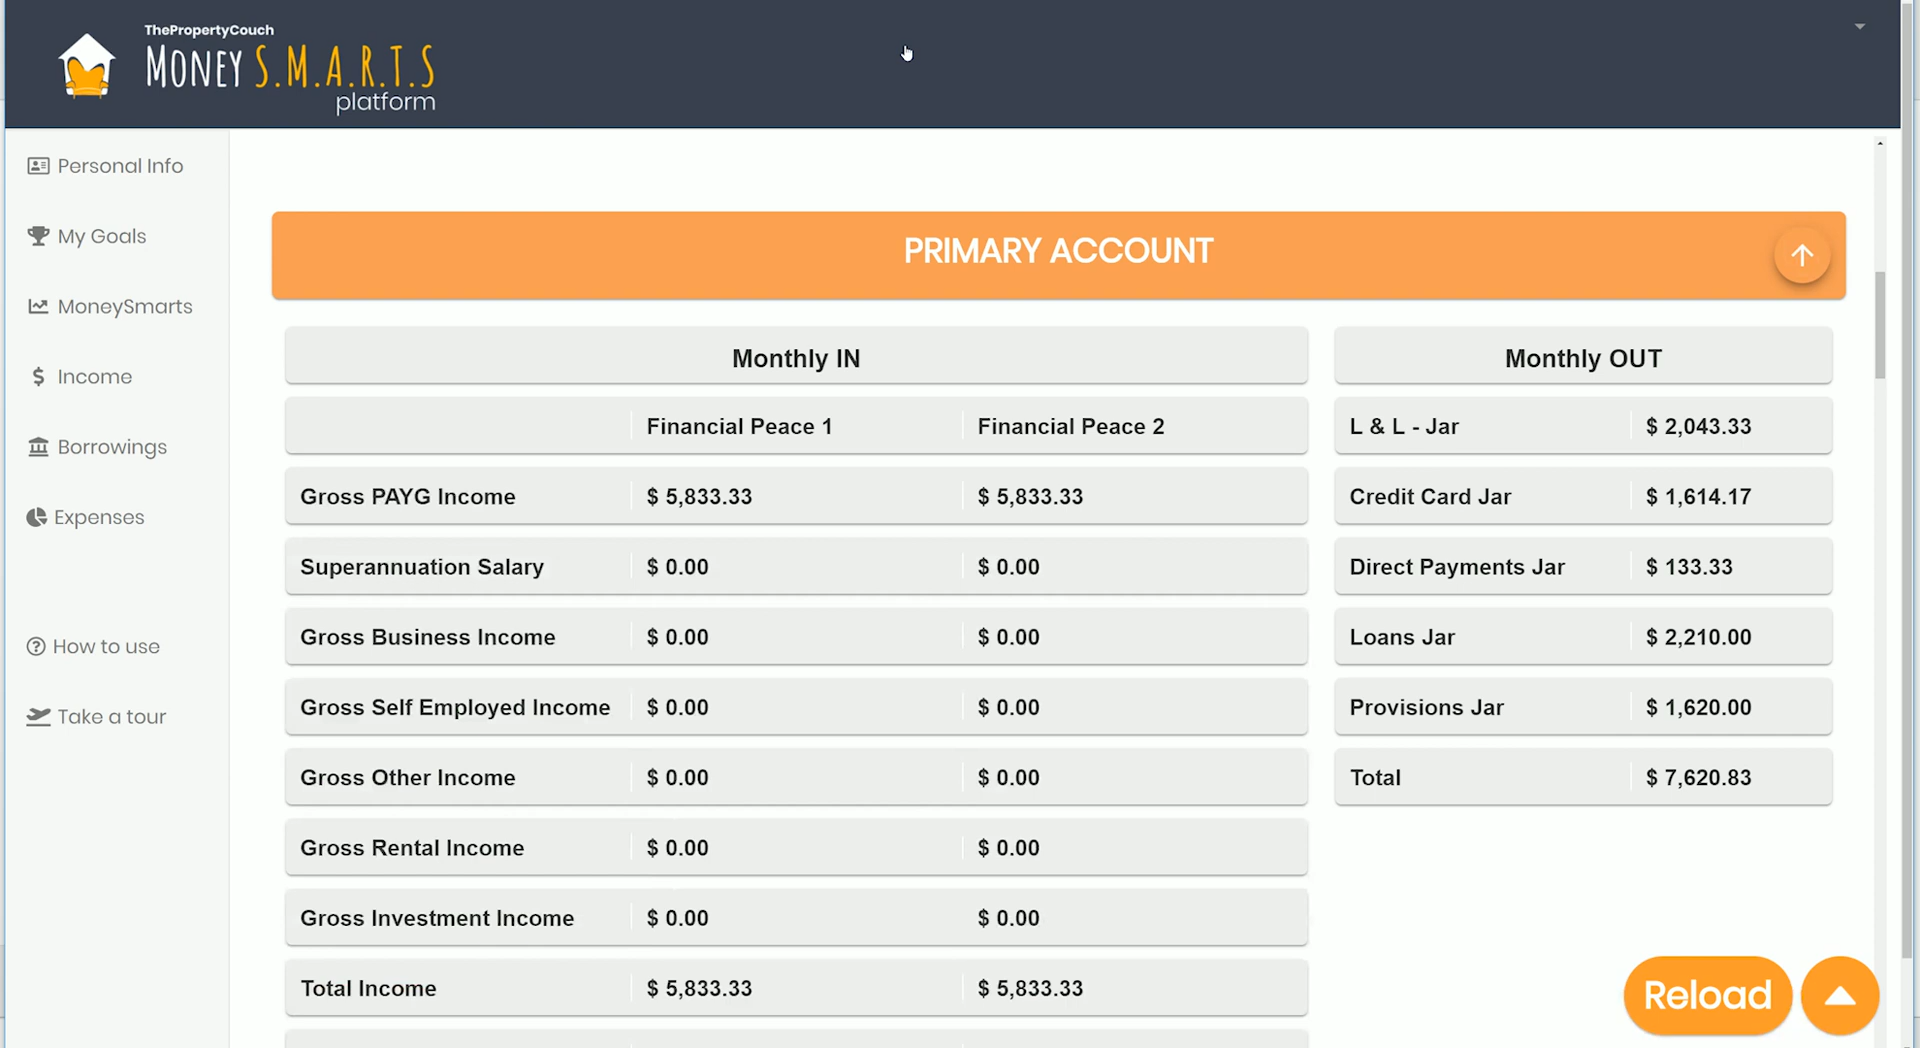 ThePropertyCouch
MONEY S.M.A.R.T.S
platform
Personal Info
My Goals
MoneySmarts
Income
Borrowings
Expenses
How to use
Take a tour
PRIMARY ACCOUNT
Monthly IN
Financial Peace 1 Financial Peace 2
Gross PAYG Income $ 5,833.33 $ 5,833.33
Superannuation Salary $ 0.00 $ 0.00
Gross Business Income $ 0.00 $ 0.00
Gross Self Employed Income $ 0.00 $ 0.00
Gross Other Income $ 0.00 $ 0.00
Gross Rental Income $ 0.00 $ 0.00
Gross Investment Income $ 0.00 $ 0.00
Total Income $ 5,833.33 $ 5,833.33
Monthly OUT
L & L - Jar $ 2,043.33
Credit Card Jar $ 1,614.17
Direct Payments Jar $ 133.33
Loans Jar $ 2,210.00
Provisions Jar $ 1,620.00
Total $ 7,620.83
Reload